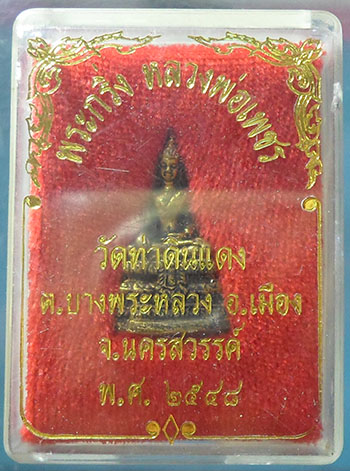 พระกริ่ง หลวงพ่อเพชร
วัดท่าดินแดง
ต.บางพระหลวง อ.เมือง
จ.นครสวรรค์
พ.ศ. ๒๕๔๘